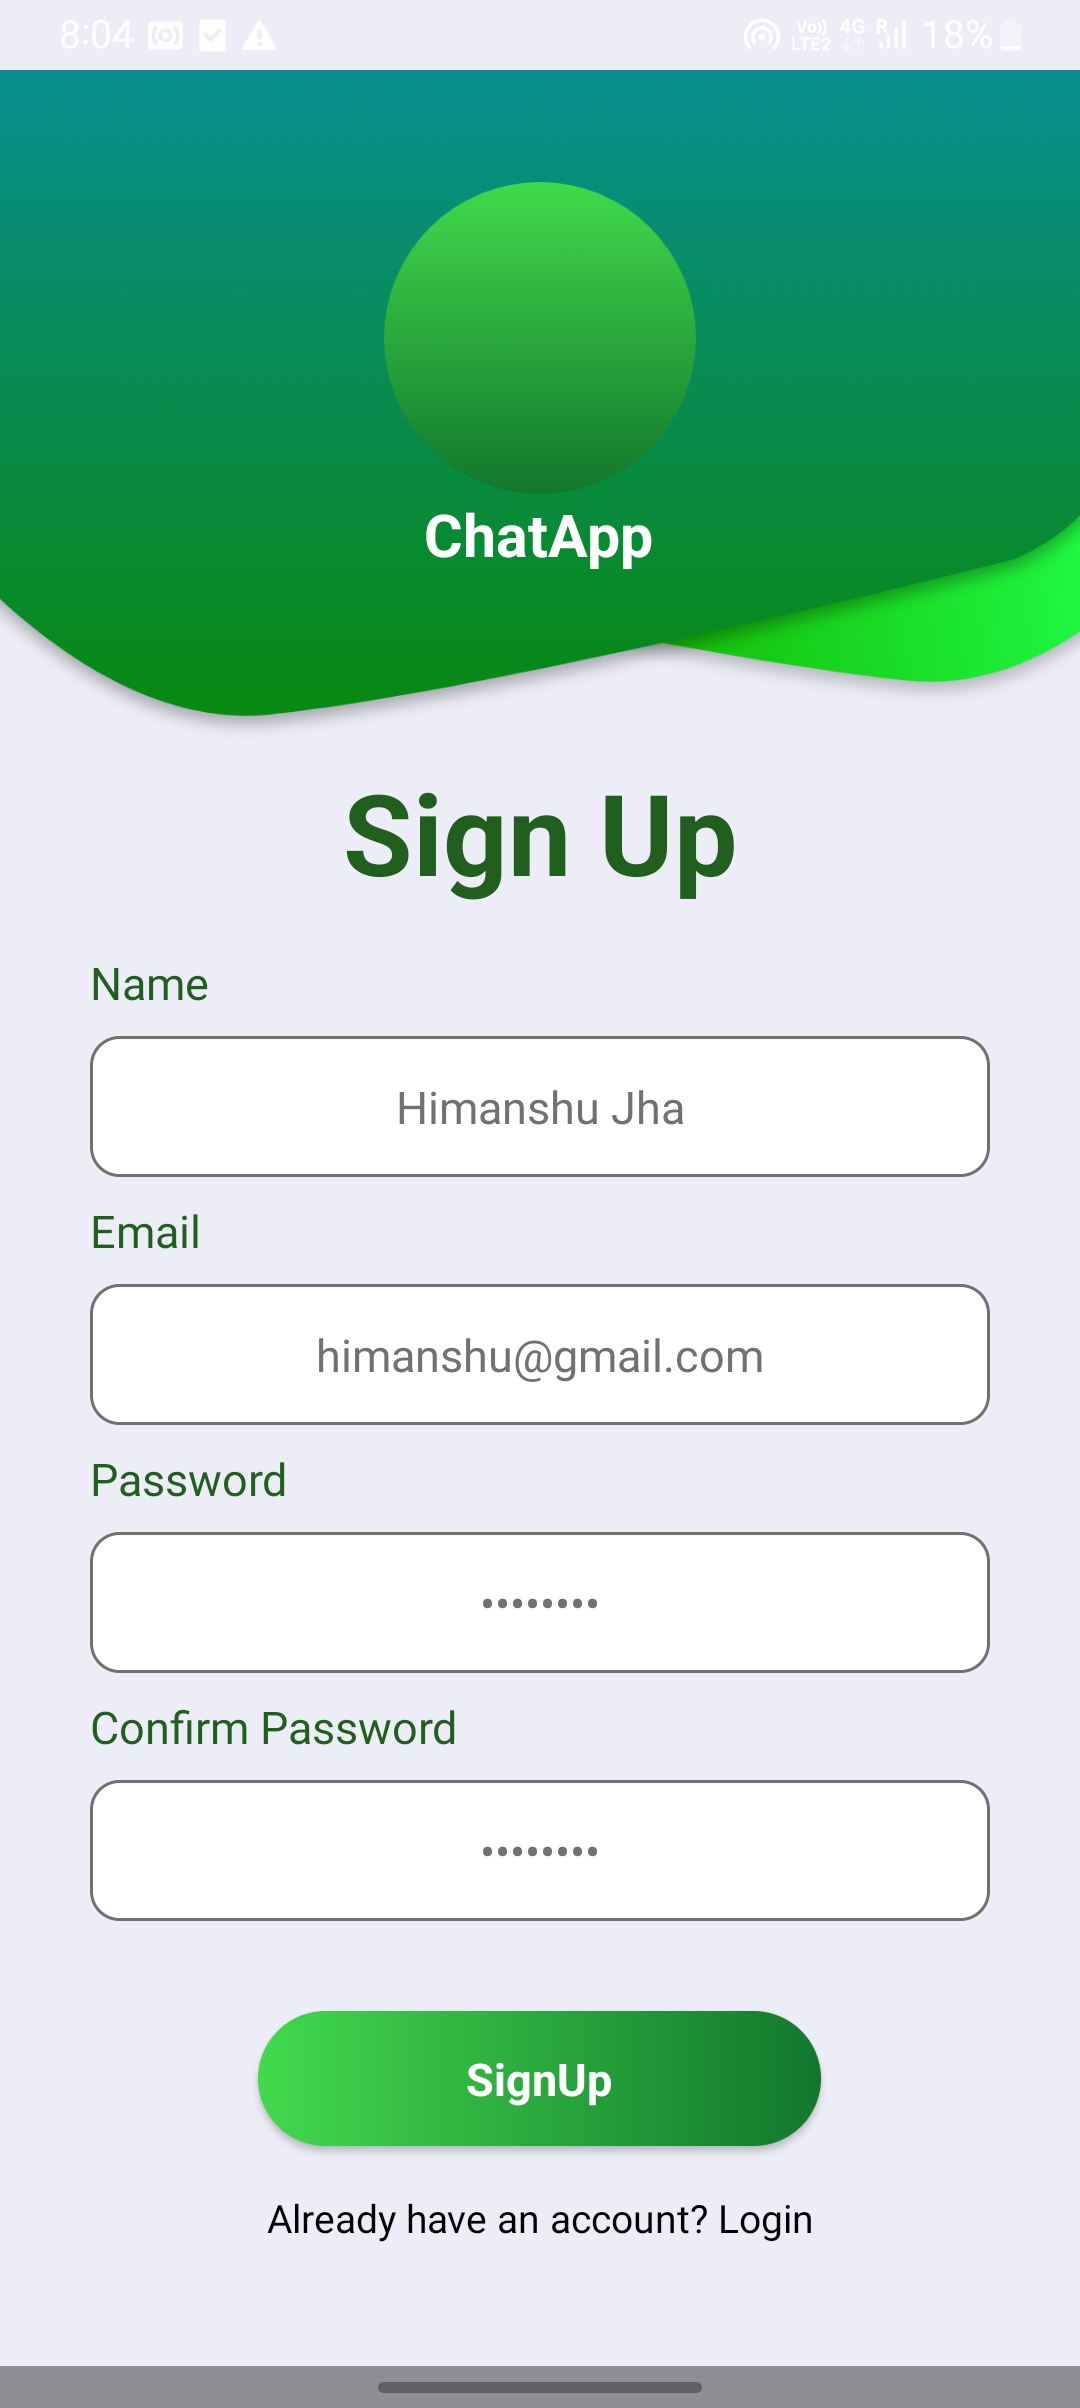 8:04 Vo)) LTE2 4G R 18%
ChatApp
Sign Up
Name
Himanshu Jha
Email
himanshu@gmail.com
Password
••••••••
Confirm Password
••••••••
SignUp
Already have an account? Login